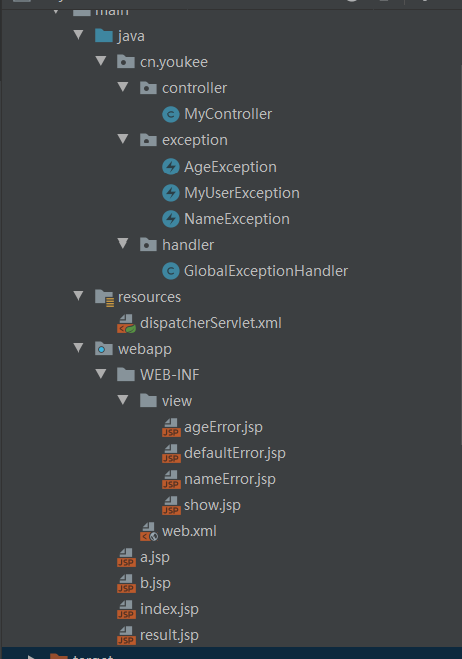 main
java
cn.youkee
controller
MyController
exception
AgeException
MyUserException
NameException
handler
GlobalExceptionHandler
resources
dispatcherServlet.xml
webapp
WEB-INF
view
ageError.jsp
defaultError.jsp
nameError.jsp
show.jsp
web.xml
a.jsp
b.jsp
index.jsp
result.jsp
target